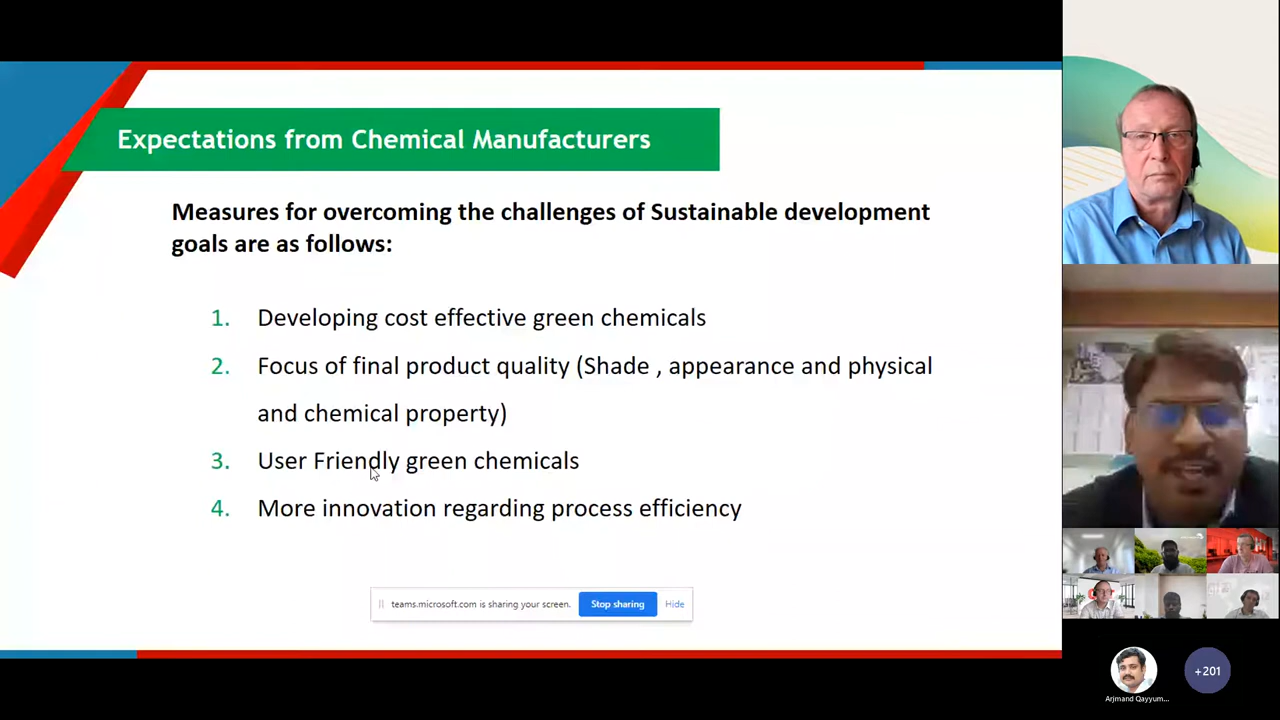 Expectations from Chemical Manufacturers
Measures for overcoming the challenges of Sustainable development
goals are as follows:
1. Developing cost effective green chemicals
2. Focus of final product quality (Shade , appearance and physical
and chemical property)
3. User Friendly green chemicals
4. More innovation regarding process efficiency
teams.microsoft.com is sharing your screen. Stop sharing Hide
+201
Arjmand Qayyum...